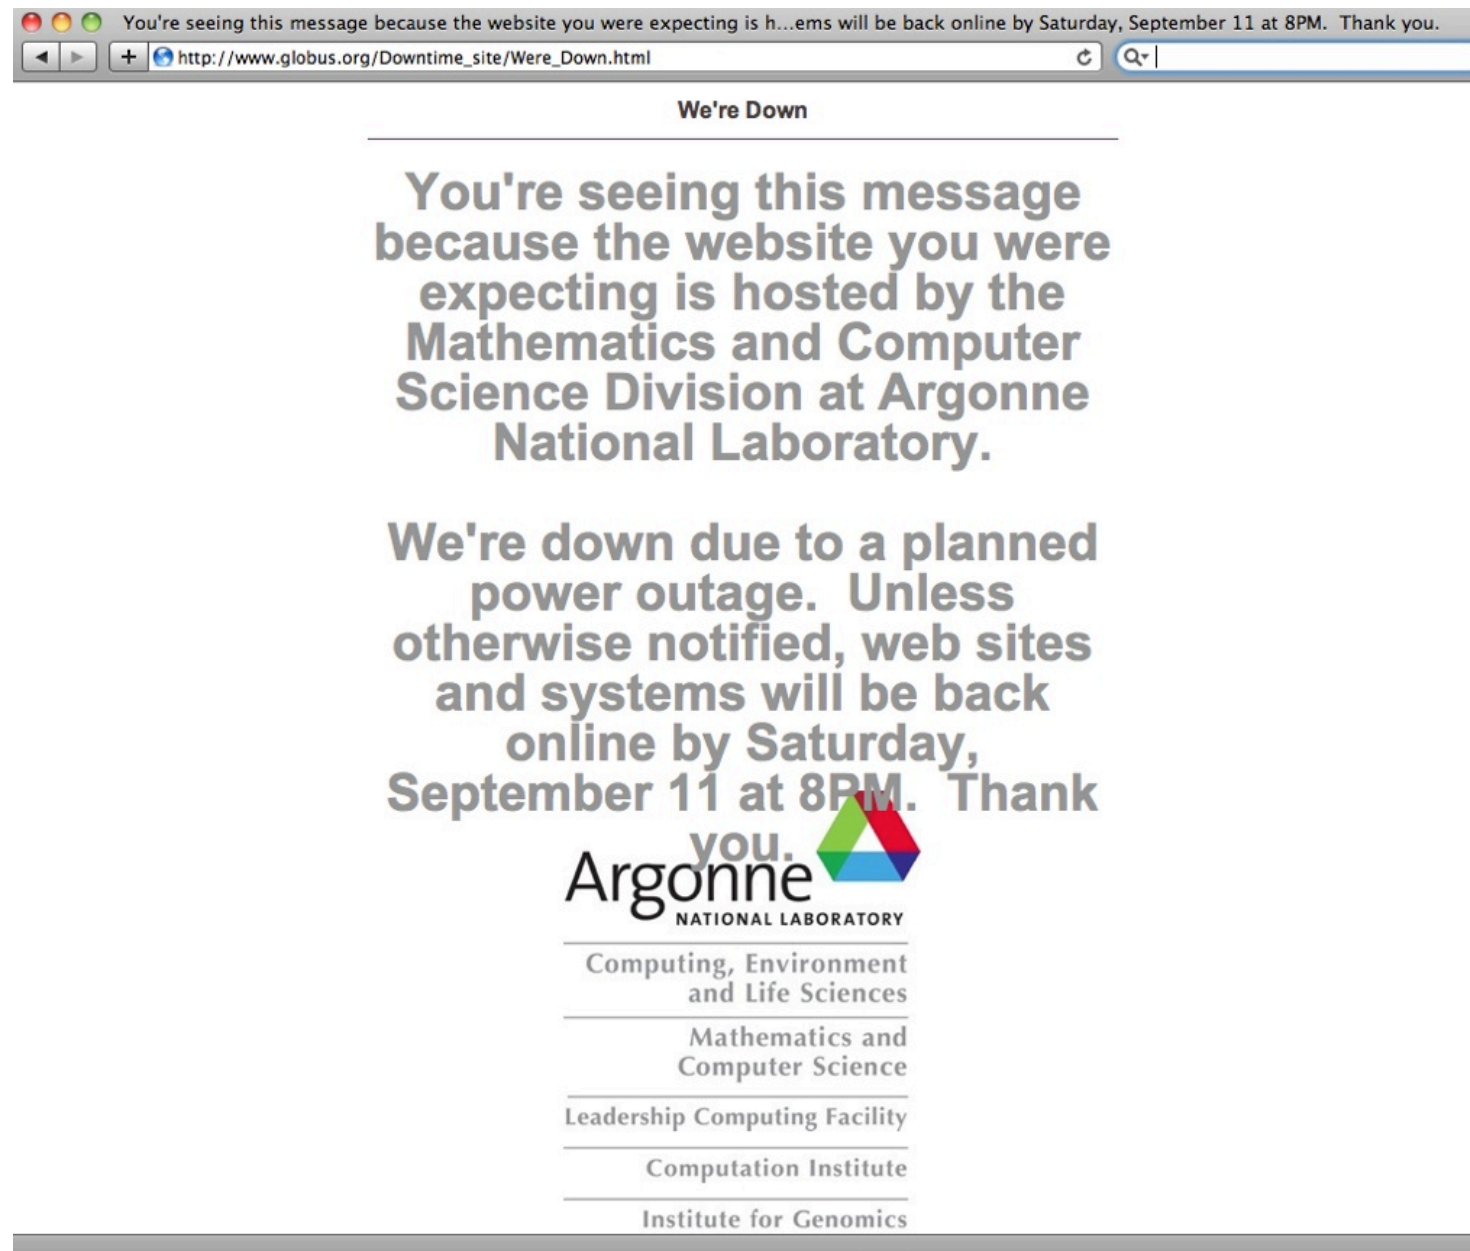 You're seeing this message because the website you were expecting is h...ems will be back online by Saturday, September 11 at 8PM.  Thank you.
http://www.globus.org/Downtime_site/Were_Down.html
We're Down
You're seeing this message
because the website you were
expecting is hosted by the
Mathematics and Computer
Science Division at Argonne
National Laboratory.
We're down due to a planned
power outage.  Unless
otherwise notified, web sites
and systems will be back
online by Saturday,
September 11 at 8PM.  Thank
you.
Argonne
NATIONAL LABORATORY
Computing, Environment
and Life Sciences
Mathematics and
Computer Science
Leadership Computing Facility
Computation Institute
Institute for Genomics